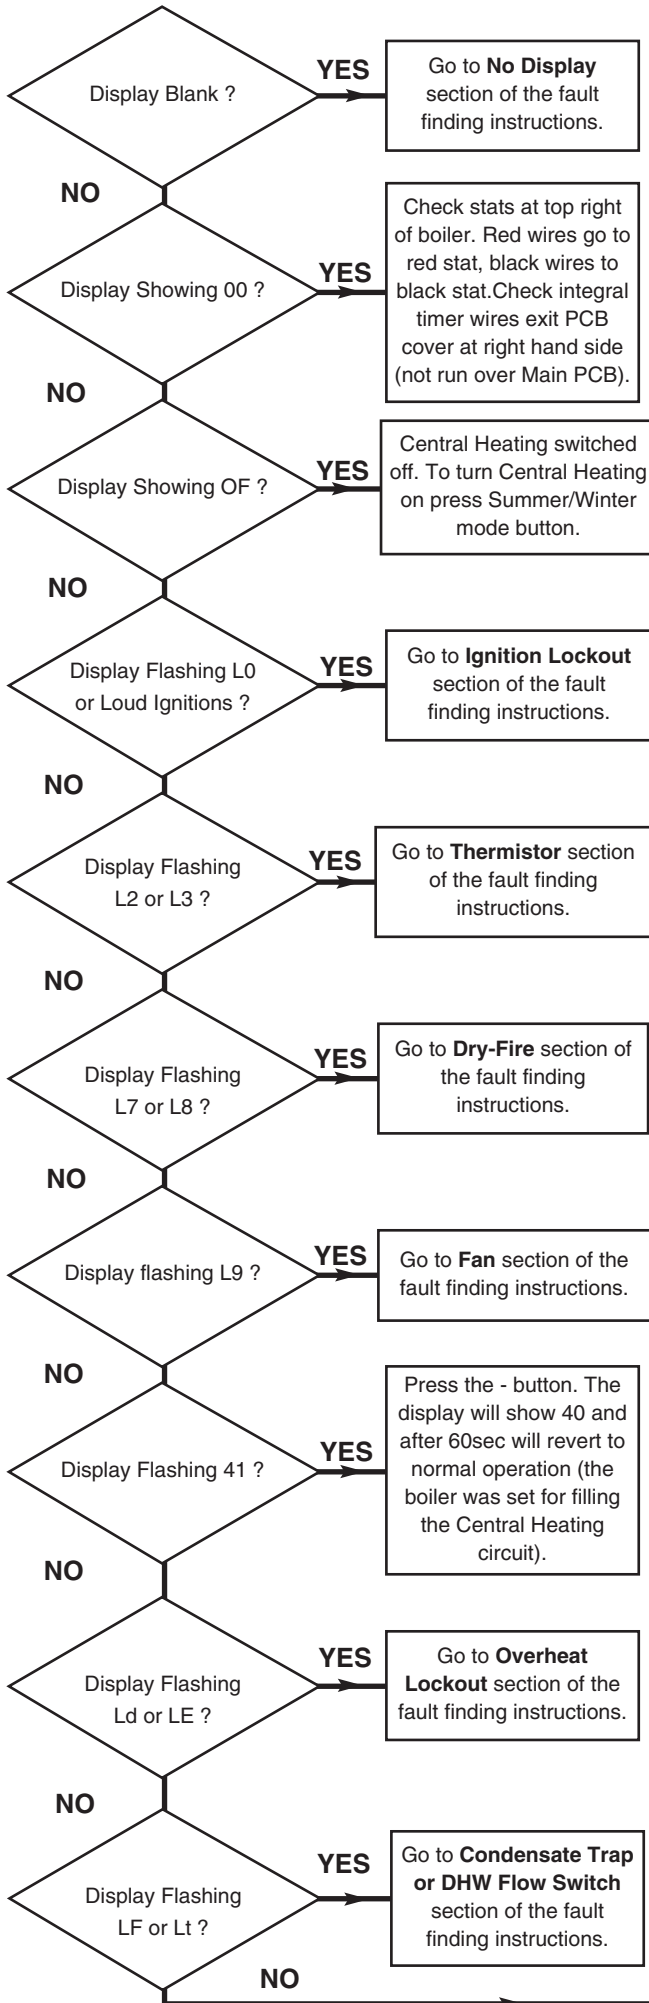 Display Blank ?
YES
Go to No Display
section of the fault
finding instructions.
NO
Display Showing 00 ?
YES
Check stats at top right
of boiler. Red wires go to
red stat, black wires to
black stat.Check integral
timer wires exit PCB
cover at right hand side
(not run over Main PCB).
NO
Display Showing OF ?
YES
Central Heating switched
off. To turn Central Heating
on press Summer/Winter
mode button.
NO
Display Flashing L0
or Loud Ignitions ?
YES
Go to Ignition Lockout
section of the fault
finding instructions.
NO
Display Flashing
L2 or L3 ?
YES
Go to Thermistor section
of the fault finding
instructions.
NO
Display Flashing
L7 or L8 ?
YES
Go to Dry-Fire section of
the fault finding
instructions.
NO
Display flashing L9 ?
YES
Go to Fan section of the
fault finding instructions.
NO
Display Flashing 41 ?
YES
Press the - button. The
display will show 40 and
after 60sec will revert to
normal operation (the
boiler was set for filling
the Central Heating
circuit).
NO
Display Flashing
Ld or LE ?
YES
Go to Overheat
Lockout section of the
fault finding instructions.
NO
Display Flashing
LF or Lt ?
YES
Go to Condensate Trap
or DHW Flow Switch
section of the fault
finding instructions.
NO